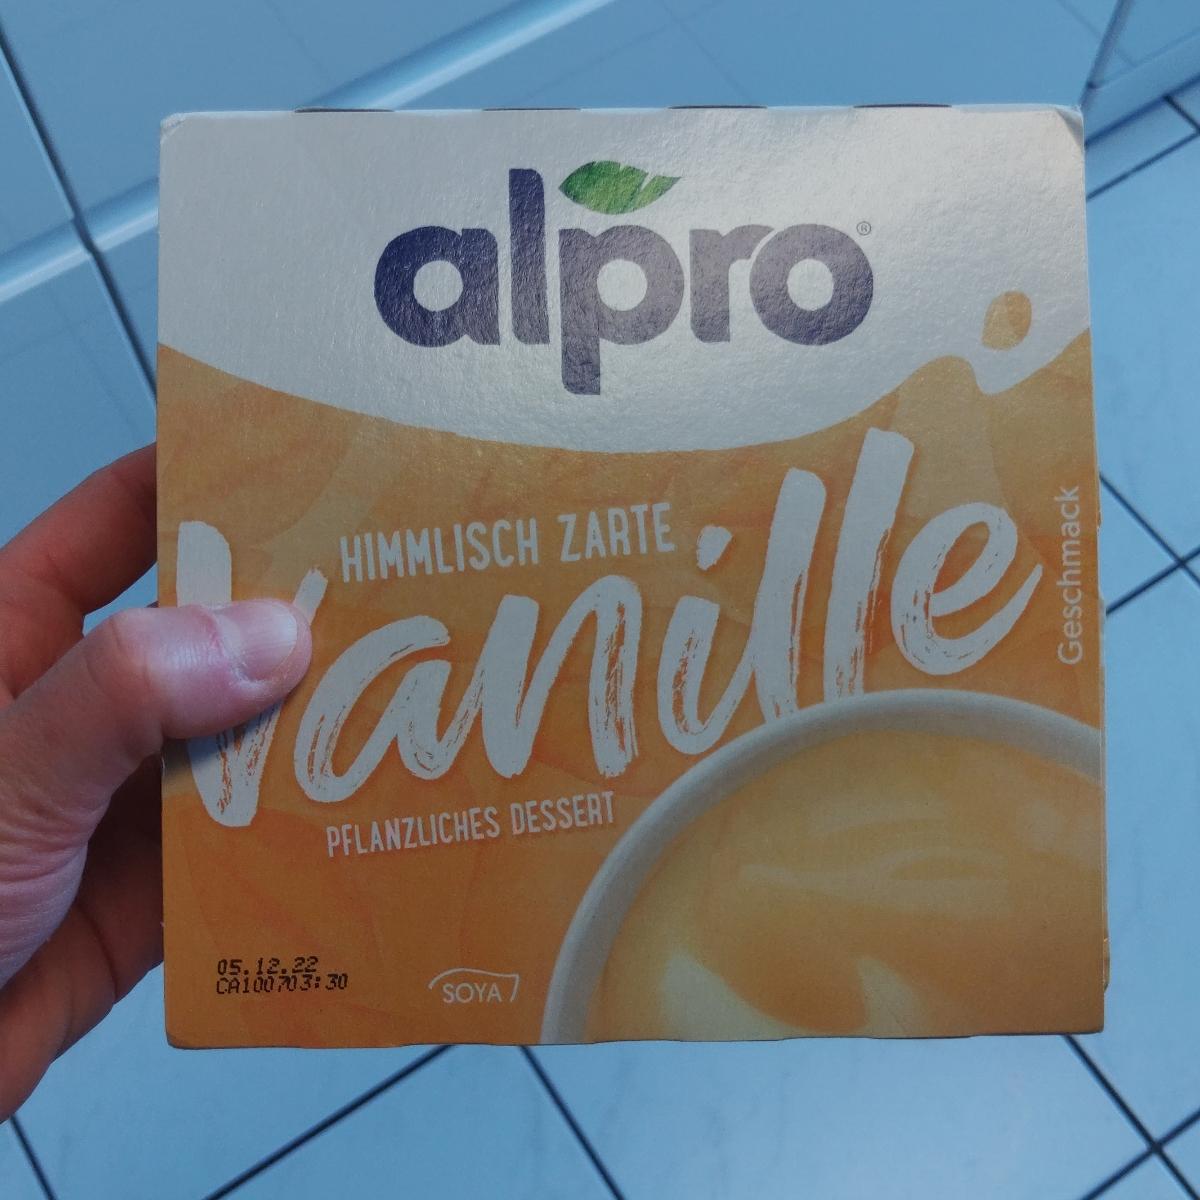 alpro®
HIMMLISCH ZARTE
Vanille
Geschmack
PFLANZLICHES DESSERT
05.12.22
CA100703:30
SOYA